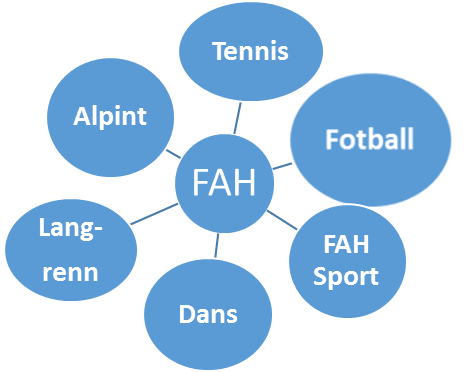 Tennis
Alpint
Fotball
FAH
Lang-
renn
FAH
Sport
Dans